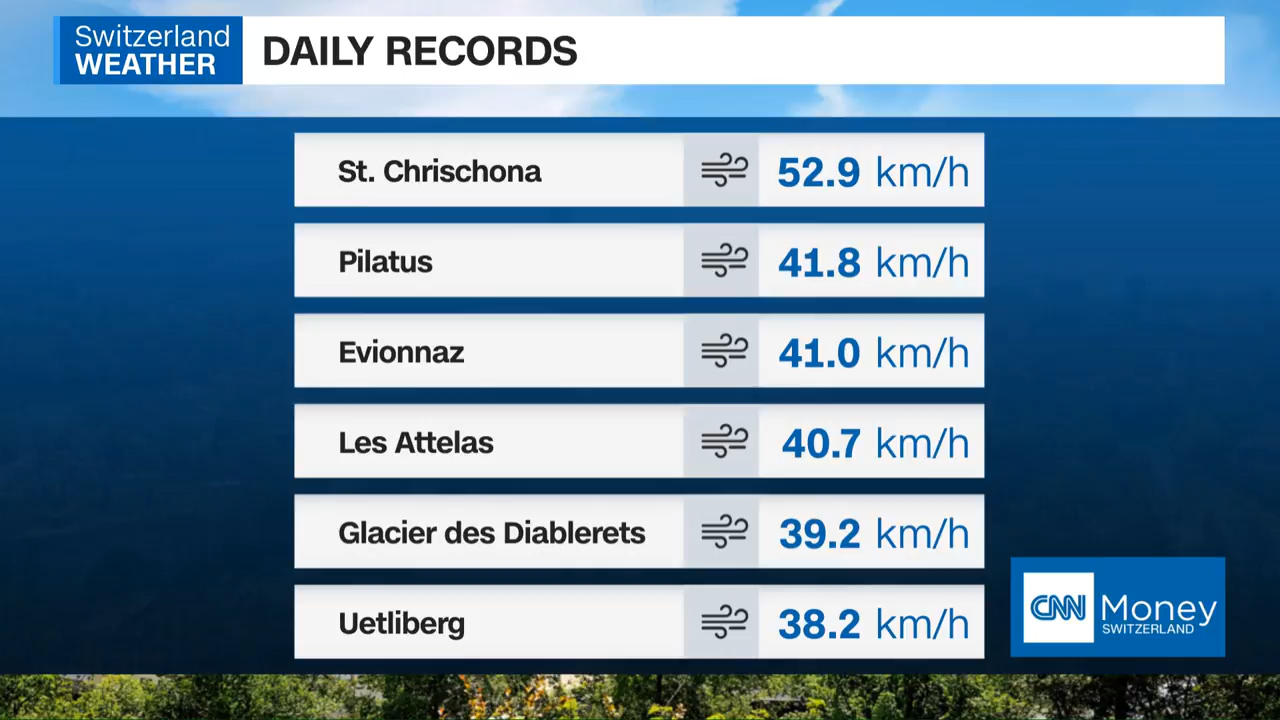 Switzerland
WEATHER
DAILY RECORDS
St. Chrischona 52.9 km/h
Pilatus 41.8 km/h
Evionnaz 41.0 km/h
Les Attelas 40.7 km/h
Glacier des Diablerets 39.2 km/h
Uetliberg 38.2 km/h
CNN Money
SWITZERLAND